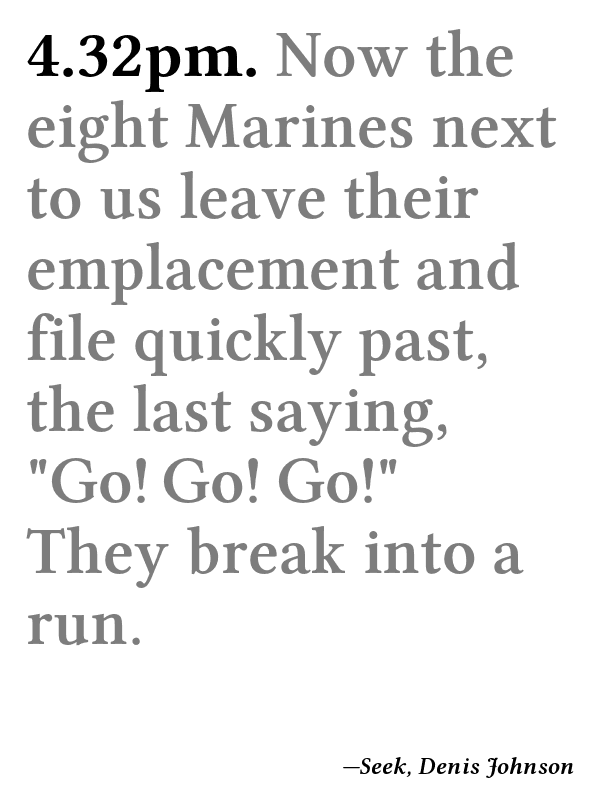 4.32pm. Now the
eight Marines next
to us leave their
emplacement and
file quickly past,
the last saying,
"Go! Go! Go!"
They break into a
run.
—Seek, Denis Johnson